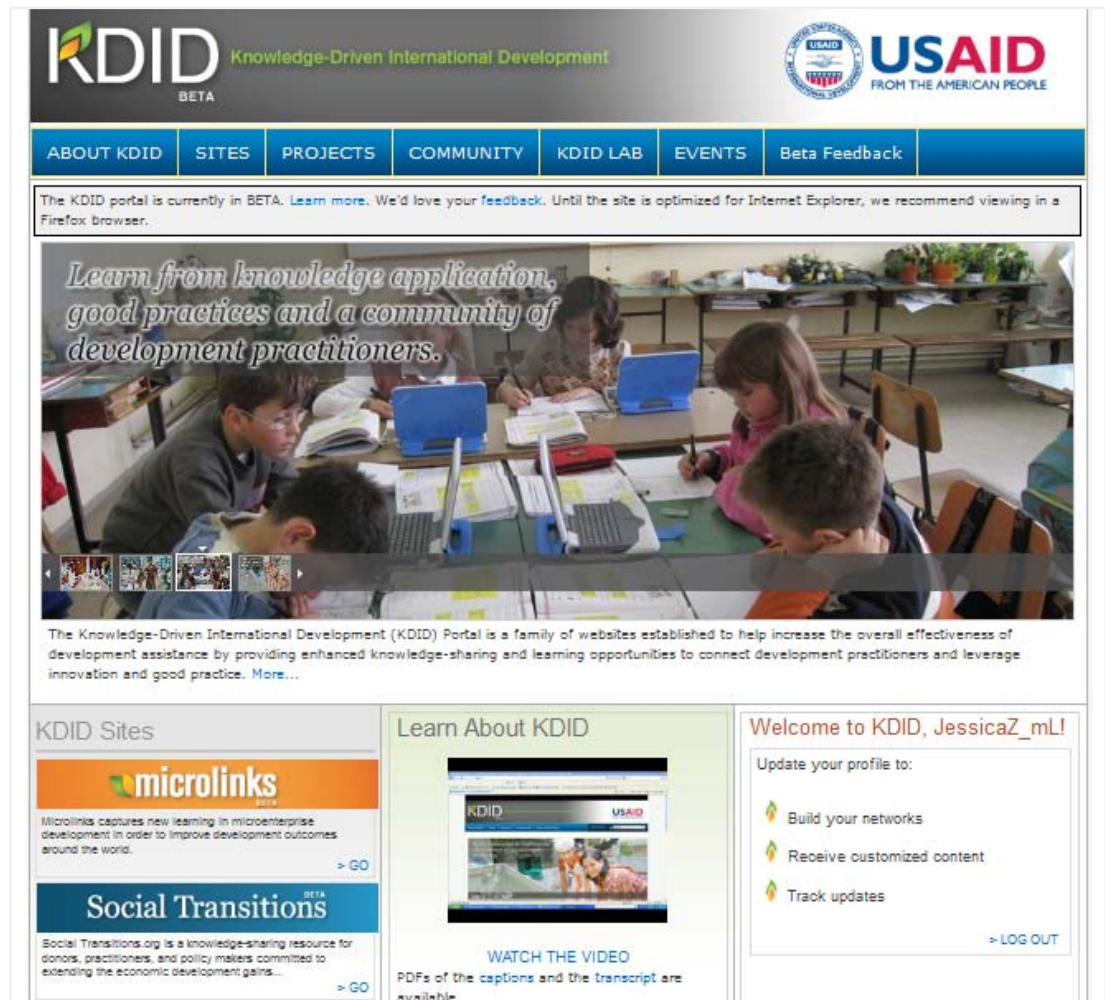 KDID
BETA
Knowledge-Driven International Development
UNITED STATES AGENCY
INTERNATIONAL DEVELOPMENT
USAID
USAID
FROM THE AMERICAN PEOPLE
ABOUT KDID SITES PROJECTS COMMUNITY KDID LAB EVENTS Beta Feedback
The KDID portal is currently in BETA. Learn more. We'd love your feedback. Until the site is optimized for Internet Explorer, we recommend viewing in a
Firefox browser.
Learn from knowledge application,
good practices and a community of
development practitioners.
The Knowledge-Driven International Development (KDID) Portal is a family of websites established to help increase the overall effectiveness of
development assistance by providing enhanced knowledge-sharing and learning opportunities to connect development practitioners and leverage
innovation and good practice. More...
KDID Sites
microlinks
BETA
Microlinks captures new learning in microenterprise
development in order to improve development outcomes
around the world.
> GO
Social Transitions
BETA
Social Transitions.org is a knowledge-sharing resource for
donors, practitioners, and policy makers committed to
extending the economic development gains...
> GO
Learn About KDID
KDID
USAID
WATCH THE VIDEO
PDFs of the captions and the transcript are
available
Welcome to KDID, JessicaZ_mL!
Update your profile to:
Build your networks
Receive customized content
Track updates
> LOG OUT